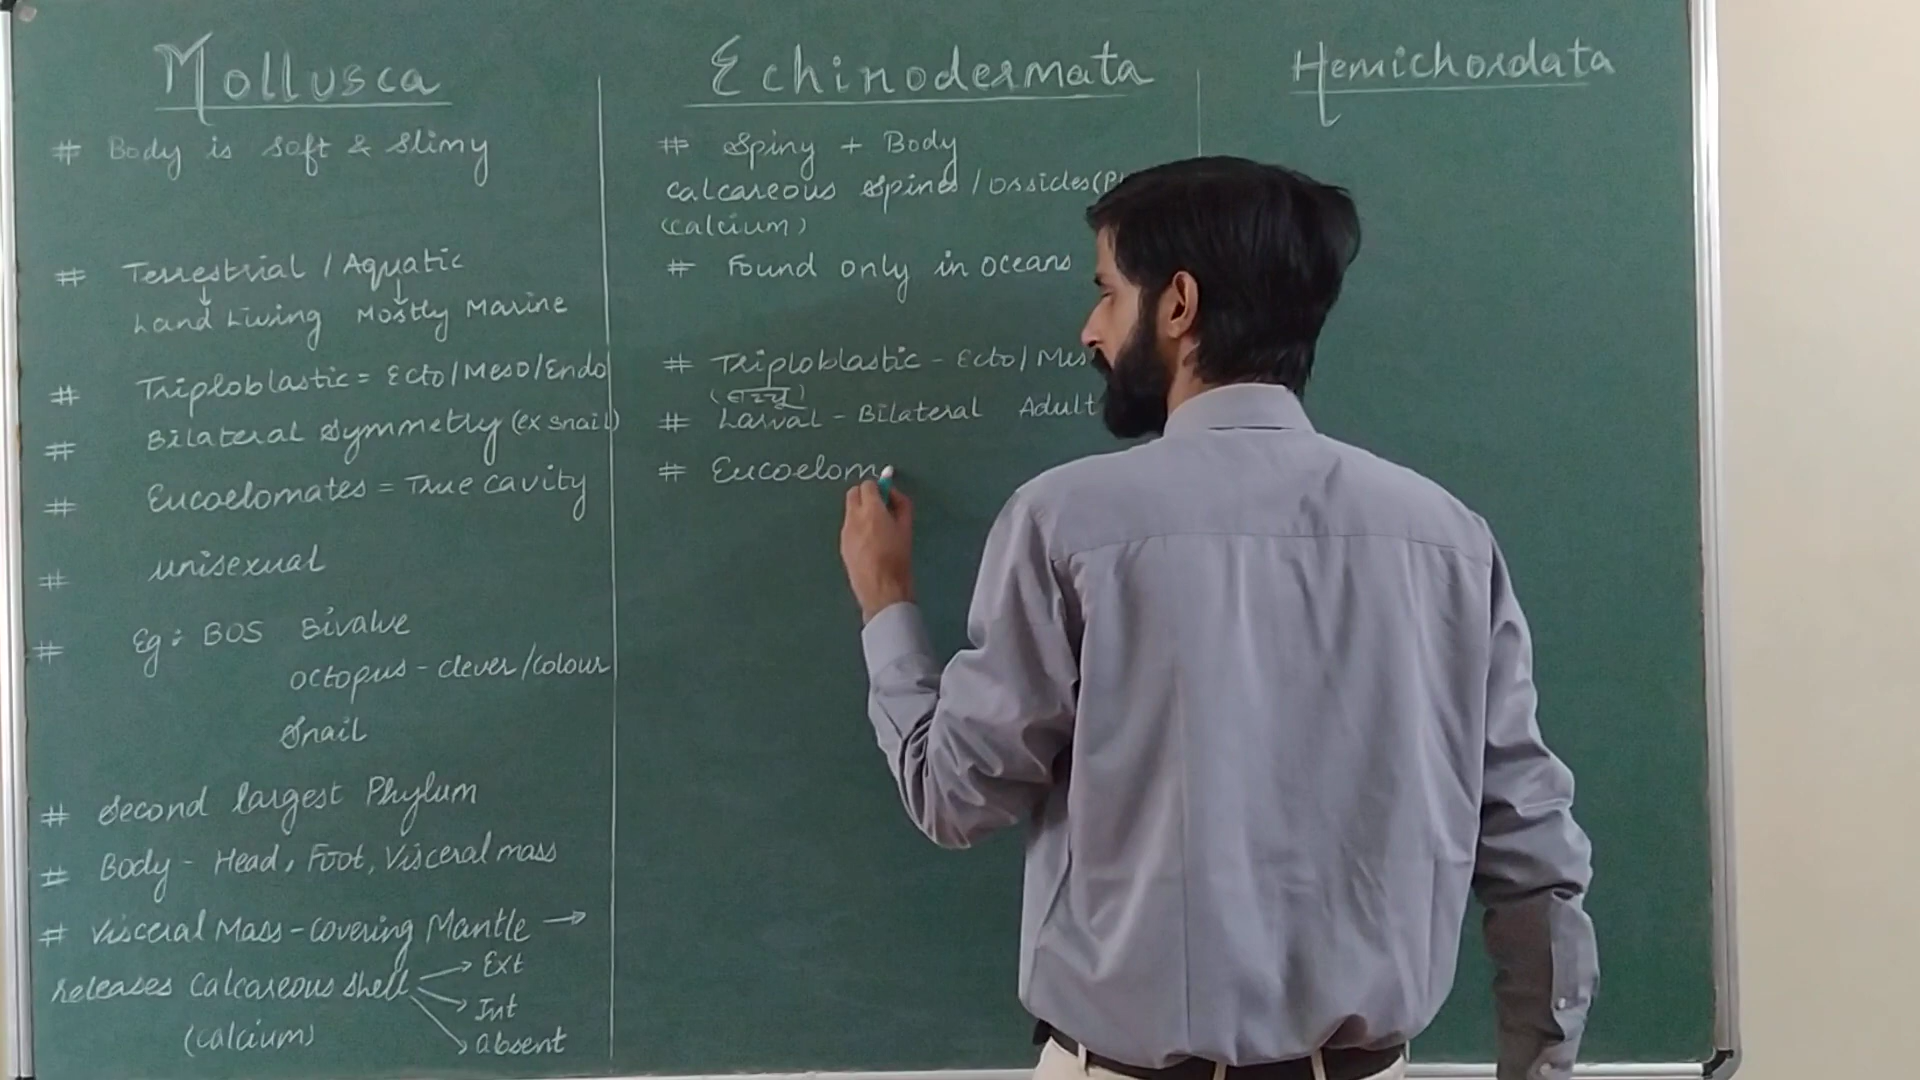 Mollusca
# Body is soft & slimy
# Terrestrial / Aquatic
↓ ↓
Land Living Mostly Marine
# Triploblastic = Ecto/Meso/Endo
# Bilateral Symmetry (ex snail)
# Eucoelomates = True cavity
# unisexual
# Eg: BOS Bivalve
octopus - clever/colour
Snail
# Second largest Phylum
# Body - Head, Foot, Visceral mass
# Visceral Mass - covering Mantle →
releases Calcareous shell → Ext
→ Int
(calcium) → absent
Echinodermata
# Spiny + Body
calcareous spines / ossicles (P
(calcium)
# Found only in oceans
# Triploblastic - Ecto/Mes
# Larval - Bilateral Adult
# Eucoelom
Hemichordata